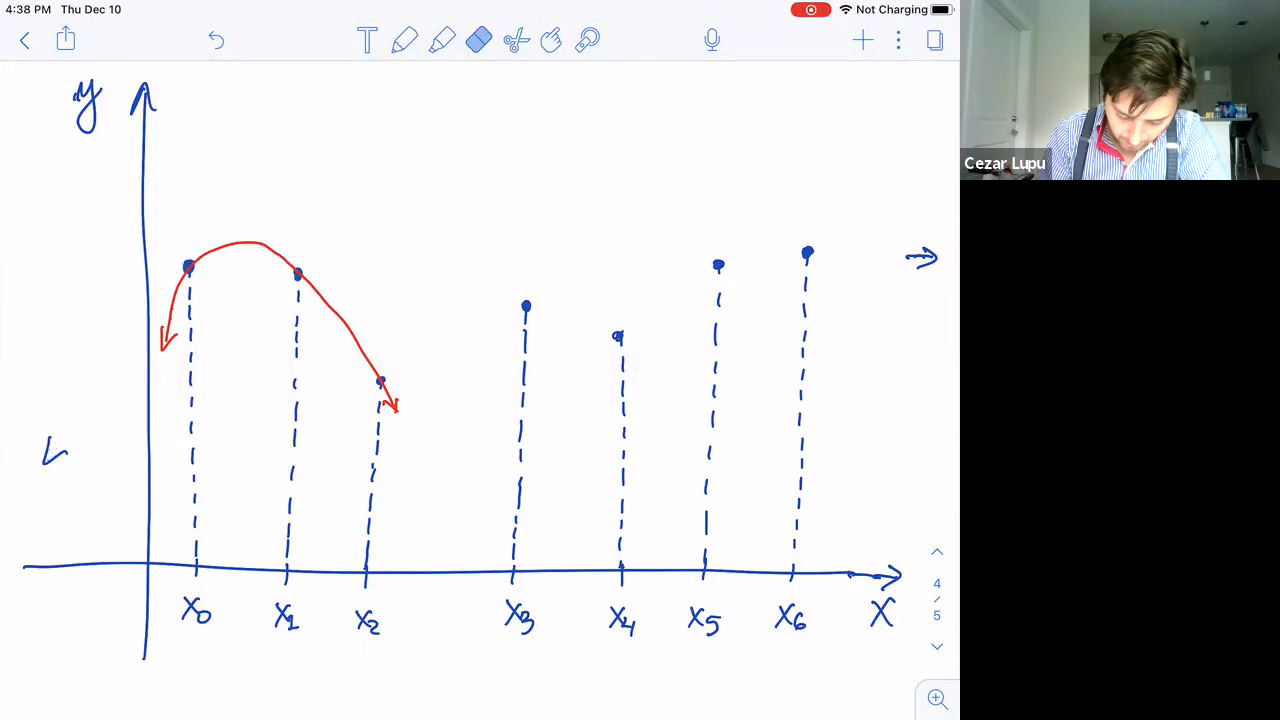 4:38 PM Thu Dec 10
Not Charging
T
Cezar Lupu
y
4
/
5
x₀ x₁ x₂ x₃ x₄ x₅ x₆ X